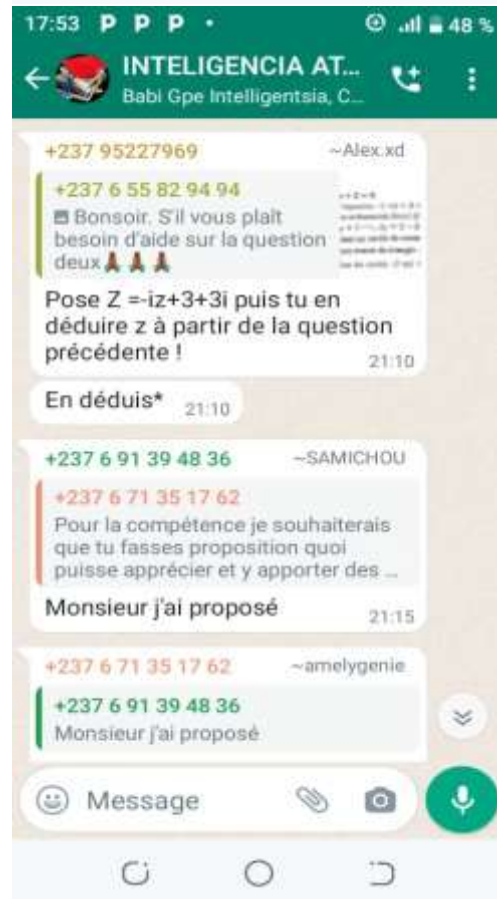 17:53 P P P • 48 %
INTELIGENCIA AT...
Babi Gpe Intelligentsia, C...
+237 95227969 ~Alex.xd
+237 6 55 82 94 94
Bonsoir. S'il vous plaît
besoin d'aide sur la question
deux
Pose Z =-iz+3+3i puis tu en
déduire z à partir de la question
précédente !
21:10
En déduis* 21:10
+237 6 91 39 48 36 ~SAMICHOU
+237 6 71 35 17 62
Pour la compétence je souhaiterais
que tu fasses proposition quoi
puisse apprécier et y apporter des ...
Monsieur j'ai proposé 21:15
+237 6 71 35 17 62 ~amelygenie
+237 6 91 39 48 36
Monsieur j'ai proposé
Message